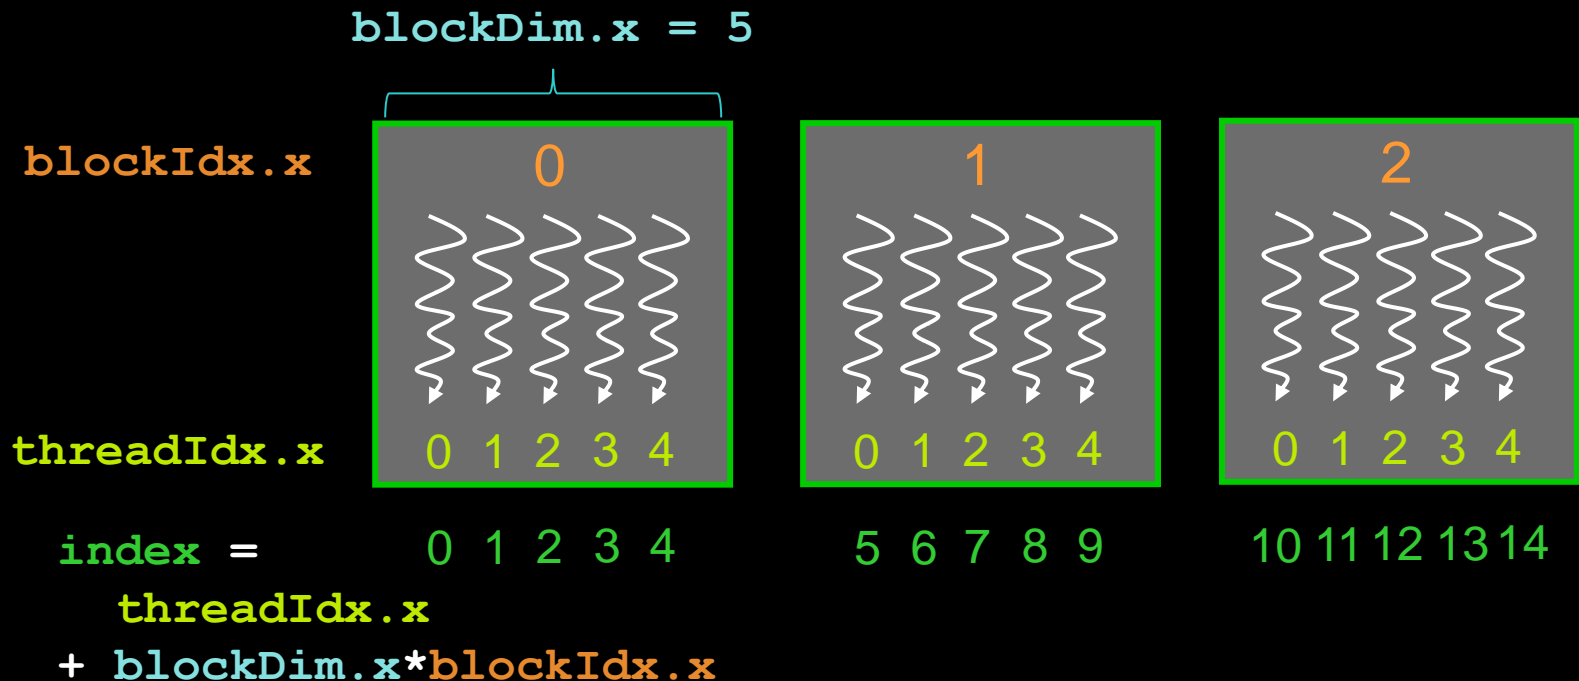 blockDim.x = 5
blockIdx.x 0 1 2
threadIdx.x 0 1 2 3 4 0 1 2 3 4 0 1 2 3 4
index = 0 1 2 3 4 5 6 7 8 9 10 11 12 13 14
threadIdx.x
+ blockDim.x*blockIdx.x